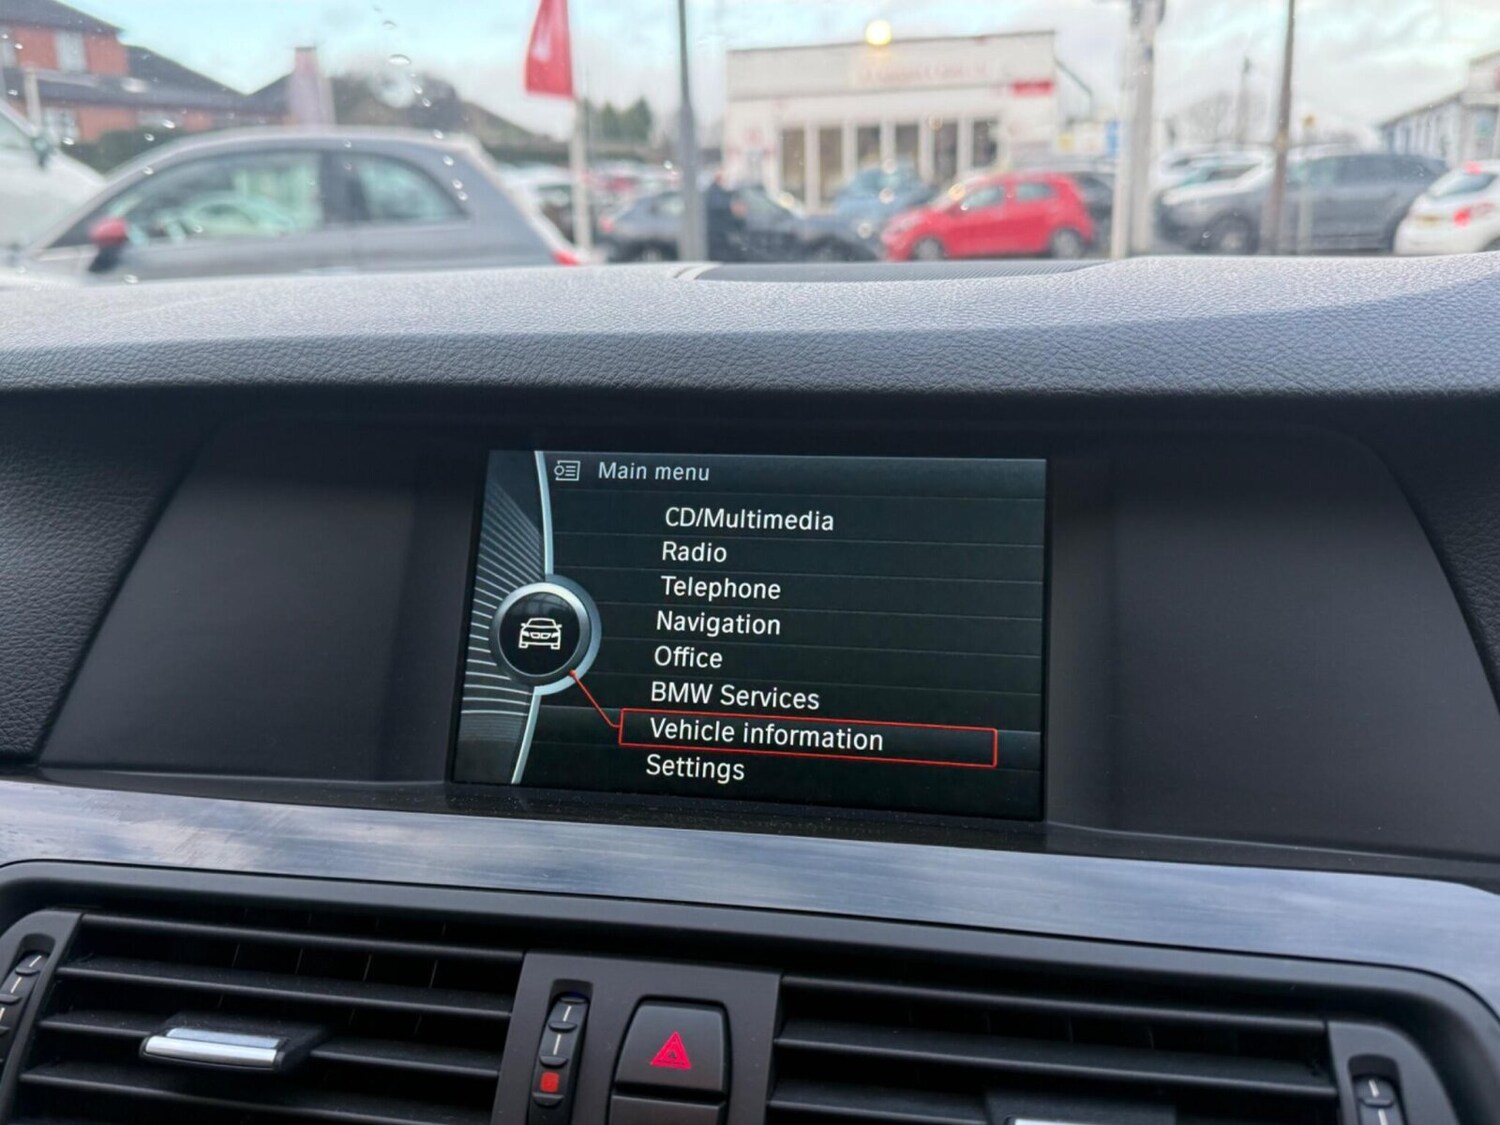 Main menu
CD/Multimedia
Radio
Telephone
Navigation
Office
BMW Services
Vehicle information
Settings